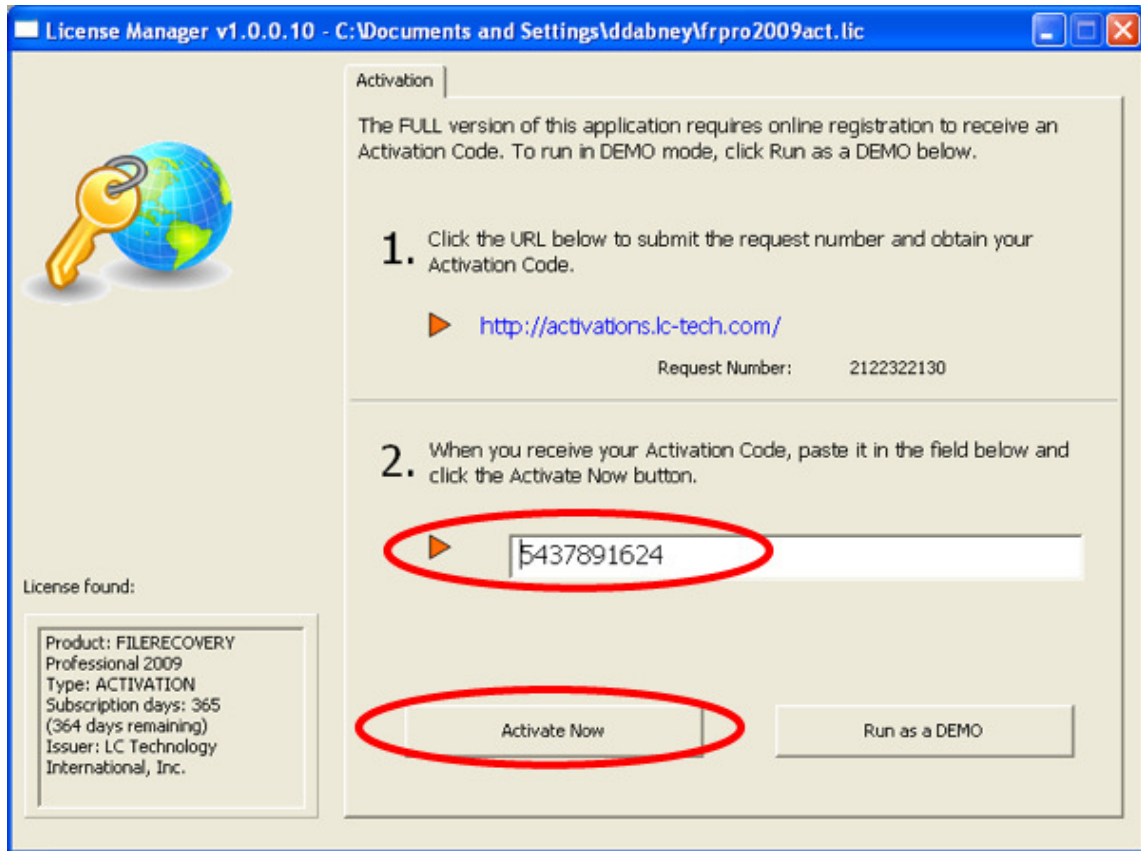 License Manager v1.0.0.10 - C:\Documents and Settings\ddabney\frpro2009act.lic
Activation
The FULL version of this application requires online registration to receive an
Activation Code. To run in DEMO mode, click Run as a DEMO below.
1. Click the URL below to submit the request number and obtain your
Activation Code.
http://activations.lc-tech.com/
Request Number: 2122322130
2. When you receive your Activation Code, paste it in the field below and
click the Activate Now button.
5437891624
License found:
Product: FILERECOVERY
Professional 2009
Type: ACTIVATION
Subscription days: 365
(364 days remaining)
Issuer: LC Technology
International, Inc.
Activate Now
Run as a DEMO